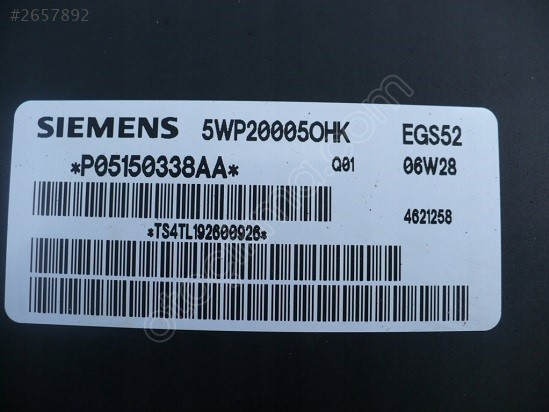 #2657892
SIEMENS 5WP20005OHK EGS52
*P05150338AA* Q01 06W28
4621258
*TS4TL192600926*